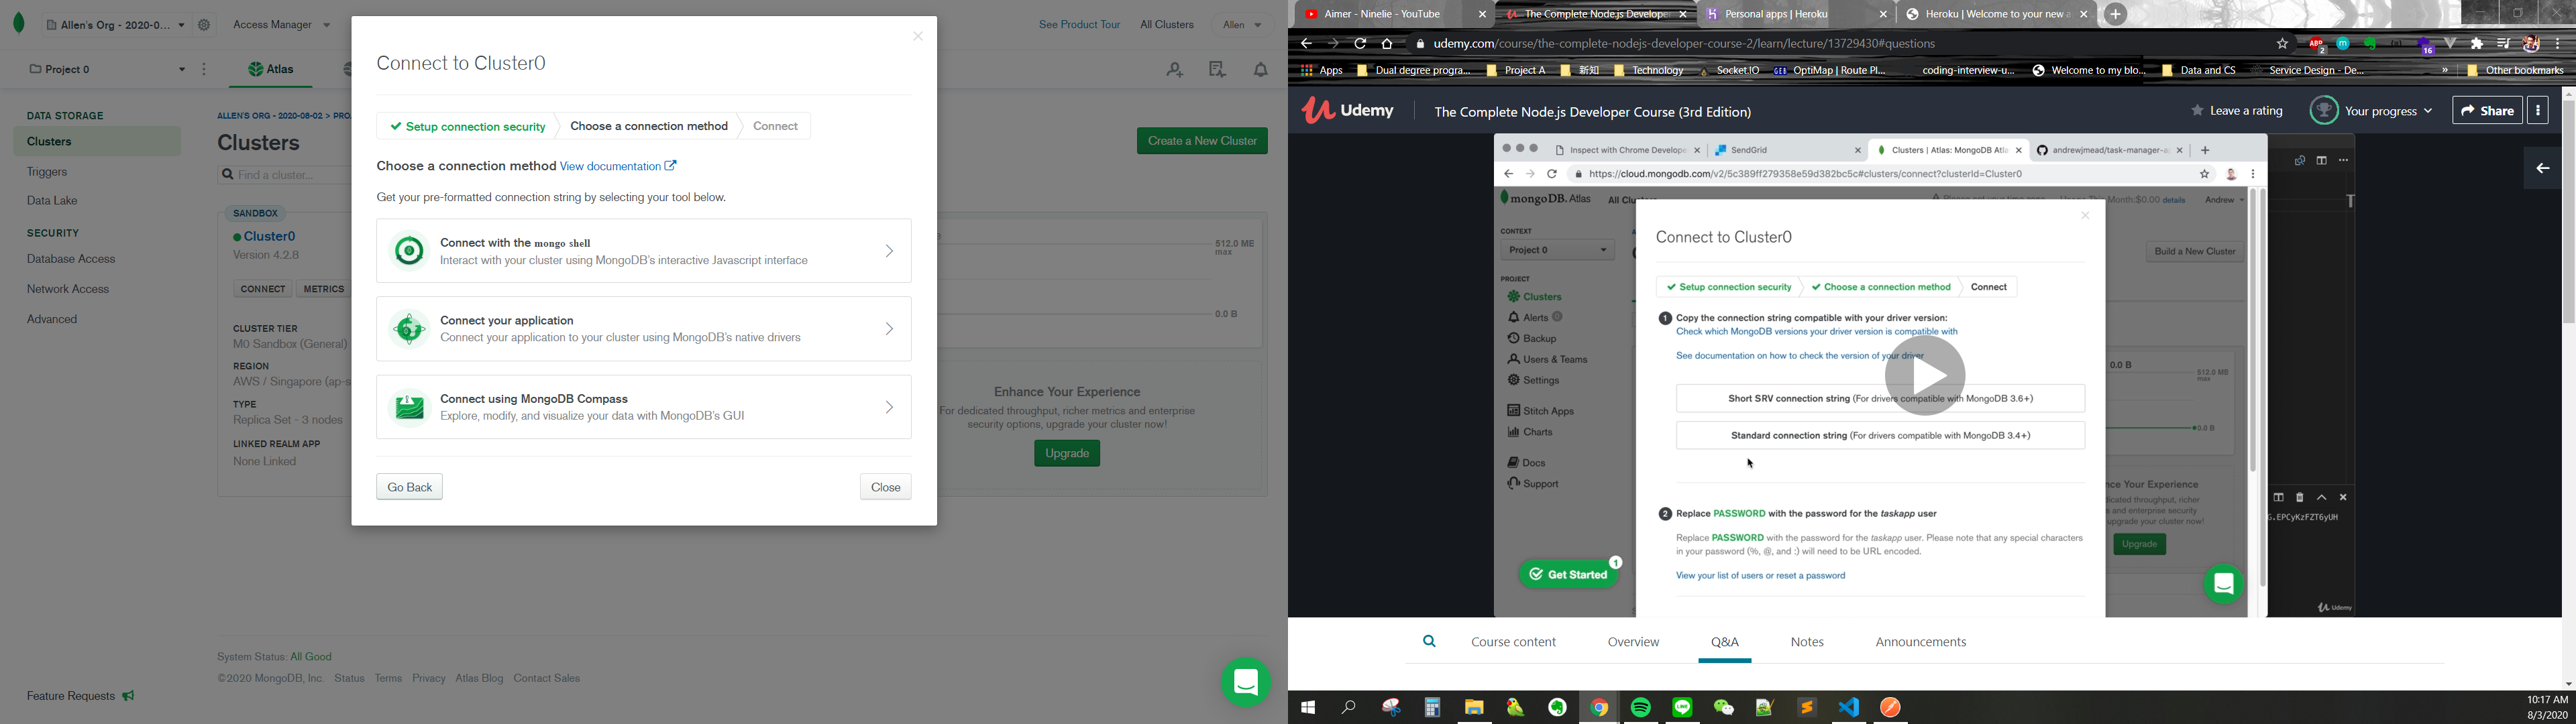 Allen's Org - 2020-0...
Access Manager
See Product Tour
All Clusters
Allen
Project 0
Atlas
DATA STORAGE
Clusters
Triggers
Data Lake
SECURITY
Database Access
Network Access
Advanced
Feature Requests
ALLEN'S ORG - 2020-08-02 > PRO
Clusters
Create a New Cluster
Find a cluster...
SANDBOX
Cluster0
Version 4.2.8
CONNECT
METRICS
CLUSTER TIER
M0 Sandbox (General)
REGION
AWS / Singapore (ap-s
TYPE
Replica Set - 3 nodes
LINKED REALM APP
None Linked
512.0 MB
max
0.0 B
Enhance Your Experience
For dedicated throughput, richer metrics and enterprise
security options, upgrade your cluster now!
Upgrade
Connect to Cluster0
Setup connection security
Choose a connection method
Connect
Choose a connection method View documentation
Get your pre-formatted connection string by selecting your tool below.
Connect with the mongo shell
Interact with your cluster using MongoDB's interactive Javascript interface
Connect your application
Connect your application to your cluster using MongoDB's native drivers
Connect using MongoDB Compass
Explore, modify, and visualize your data with MongoDB's GUI
Go Back
Close
System Status: All Good
©2020 MongoDB, Inc. Status Terms Privacy Atlas Blog Contact Sales
Aimer - Ninelie - YouTube
The Complete Node.js Develope
Personal apps | Heroku
Heroku | Welcome to your new a
udemy.com/course/the-complete-nodejs-developer-course-2/learn/lecture/13729430#questions
ABP
2
16
Apps
Dual degree progra...
Project A
新知
Technology
Socket.IO
OptiMap | Route Pl...
coding-interview-u...
Welcome to my blo...
Data and CS
Service Design - De...
»
Other bookmarks
Udemy
The Complete Node.js Developer Course (3rd Edition)
Leave a rating
Your progress
Share
Inspect with Chrome Develope
SendGrid
Clusters | Atlas: MongoDB Atla
andrewjmead/task-manager-a
https://cloud.mongodb.com/v2/5c389ff279358e59d382bc5c#clusters/connect?clusterId=Cluster0
mongoDB. Atlas
All Clu
Month:$0.00 details
Andrew
CONTEXT
Project 0
PROJECT
Clusters
Alerts
Backup
Users & Teams
Settings
Stitch Apps
Charts
Docs
Support
Get Started
1
Build a New Cluster
Connect to Cluster0
Setup connection security
Choose a connection method
Connect
1 Copy the connection string compatible with your driver version:
Check which MongoDB versions your driver version is compatible with
See documentation on how to check the version of your driver
Short SRV connection string (For drivers compatible with MongoDB 3.6+)
Standard connection string (For drivers compatible with MongoDB 3.4+)
2 Replace PASSWORD with the password for the taskapp user
Replace PASSWORD with the password for the taskapp user. Please note that any special characters
in your password (%, @, and :) will need to be URL encoded.
View your list of users or reset a password
0.0 B
512.0 MB
max
0.0 B
nce Your Experience
dicated throughput, richer
s and enterprise security
upgrade your cluster now!
Upgrade
G.EPCyKzFZT6yUH
Udemy
Course content
Overview
Q&A
Notes
Announcements
10:17 AM
8/3/2020